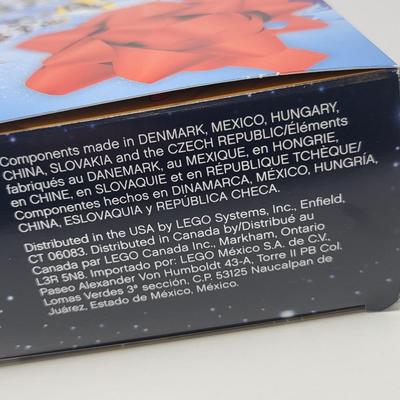 Components made in DENMARK, MEXICO, HUNGARY,
CHINA, SLOVAKIA and the CZECH REPUBLIC/Éléments
fabriqués au DANEMARK, au MEXIQUE, en HONGRIE,
en CHINE, en SLOVAQUIE et en RÉPUBLIQUE TCHÈQUE/
Componentes hechos en DINAMARCA, MÉXICO, HUNGRÍA,
CHINA, ESLOVAQUIA y REPÚBLICA CHECA.
Distributed in the USA by LEGO Systems, Inc., Enfield,
CT 06083. Distributed in Canada by/Distribué au
Canada par LEGO Canada Inc., Markham, Ontario
L3R 5N8. Importado por: LEGO México S.A. de C.V.,
Paseo Alexander Von Humboldt 43-A, Torre II PB Col.
Lomas Verdes 3ª sección, C.P. 53125 Naucalpan de
Juárez, Estado de México, México.